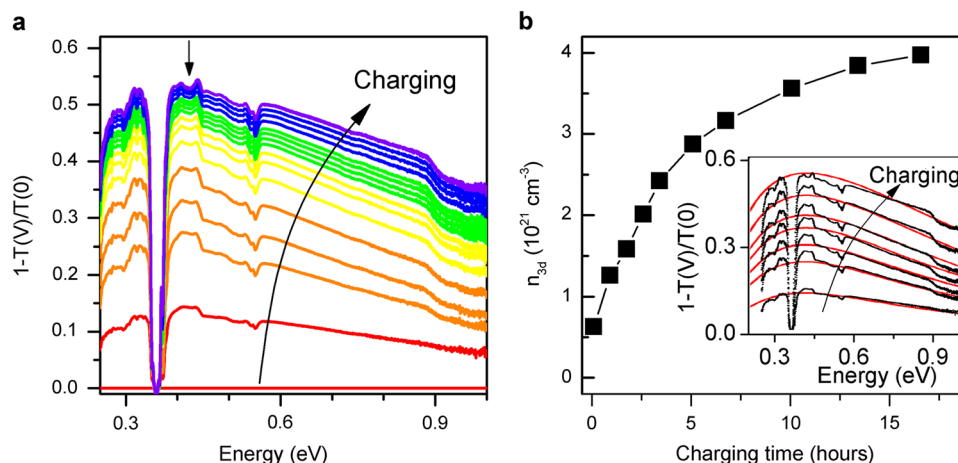 a
0.6
0.5
0.4
0.3
0.2
0.1
0.0
1-T(V)/T(0)
Charging
0.3
0.6
0.9
Energy (eV)
b
4
3
2
1
0
n3d (10^21 cm-3)
0
5
10
15
Charging time (hours)
0.6
0.3
0.0
1-T(V)/T(0)
Charging
0.3
0.6
0.9
Energy (eV)